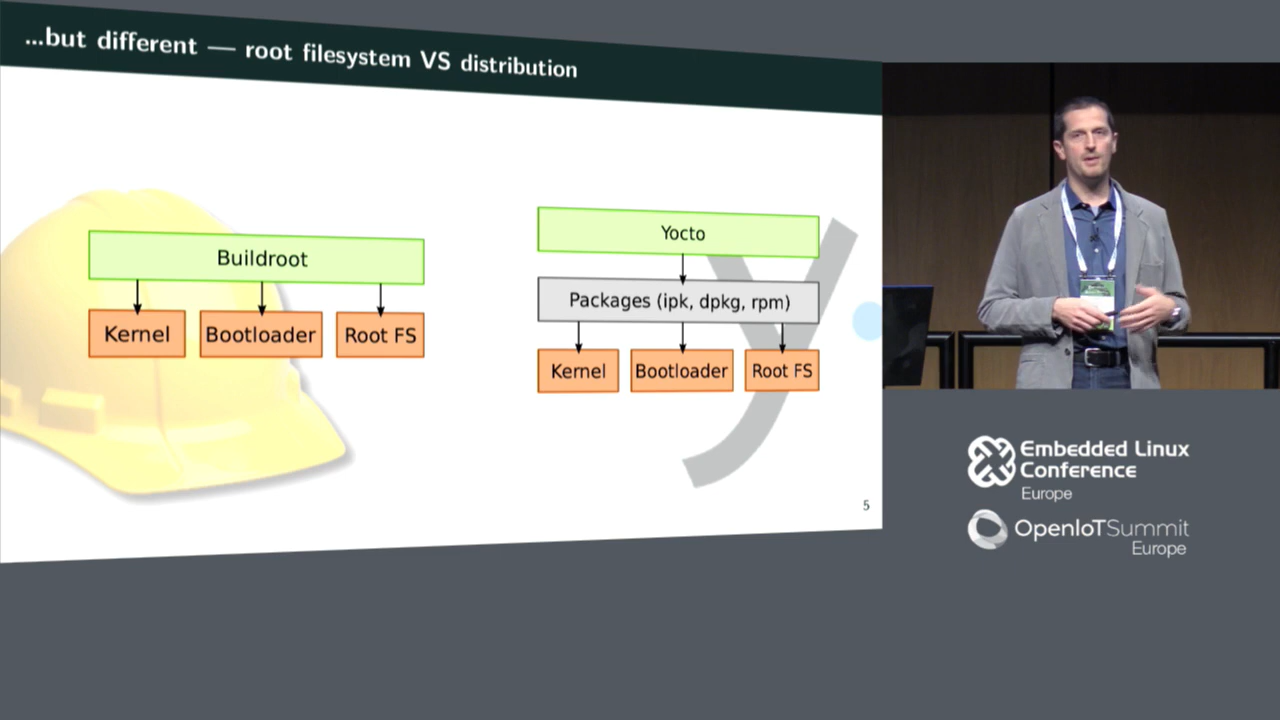 ...but different — root filesystem VS distribution
Buildroot
Kernel
Bootloader
Root FS
Yocto
Packages (ipk, dpkg, rpm)
Kernel
Bootloader
Root FS
5
Embedded Linux
Conference
Europe
OpenIoTSummit
Europe